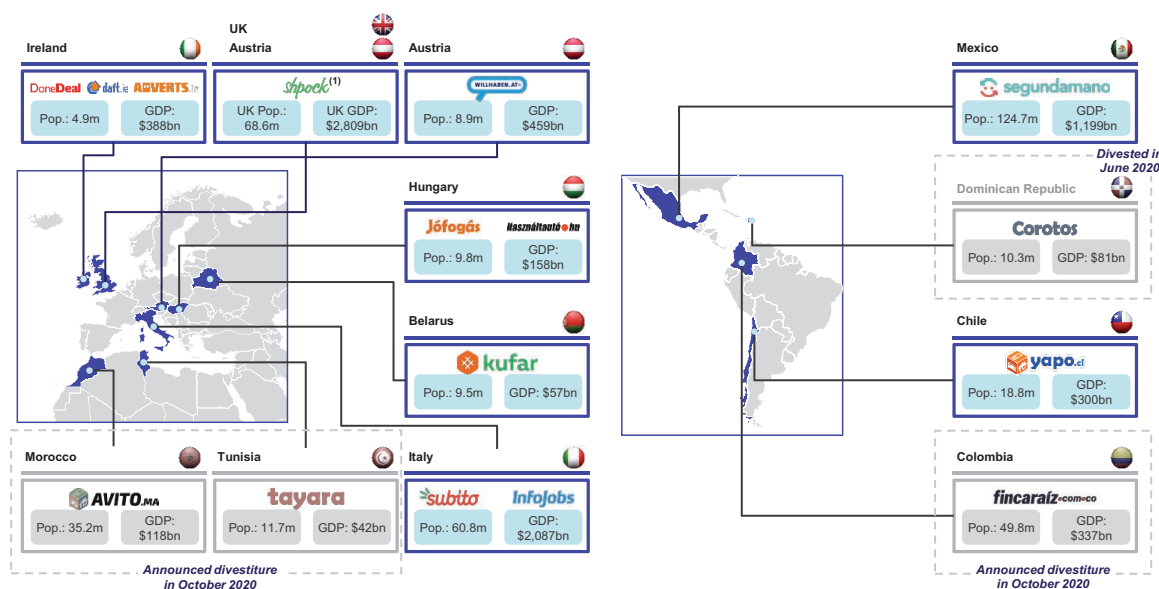 Ireland
DoneDeal daft.ie ADVERTS.ie
Pop.: 4.9m
GDP:
$388bn
UK
Austria
shpock(1)
UK Pop.:
68.6m
UK GDP:
$2,809bn
Austria
WILLHABEN.AT
Pop.: 8.9m
GDP:
$459bn
Hungary
Jófogás Használtautó.hu
Pop.: 9.8m
GDP:
$158bn
Belarus
kufar
Pop.: 9.5m
GDP: $57bn
Morocco
AVITO.MA
Pop.: 35.2m
GDP:
$118bn
Tunisia
tayara
Pop.: 11.7m
GDP: $42bn
Announced divestiture
in October 2020
Italy
subito InfoJobs
Pop.: 60.8m
GDP:
$2,087bn
Mexico
segundamano
Pop.: 124.7m
GDP:
$1,199bn
Divested in
June 2020
Dominican Republic
Corotos
Pop.: 10.3m
GDP: $81bn
Chile
yapo.cl
Pop.: 18.8m
GDP:
$300bn
Colombia
fincaraíz.com.co
Pop.: 49.8m
GDP:
$337bn
Announced divestiture
in October 2020